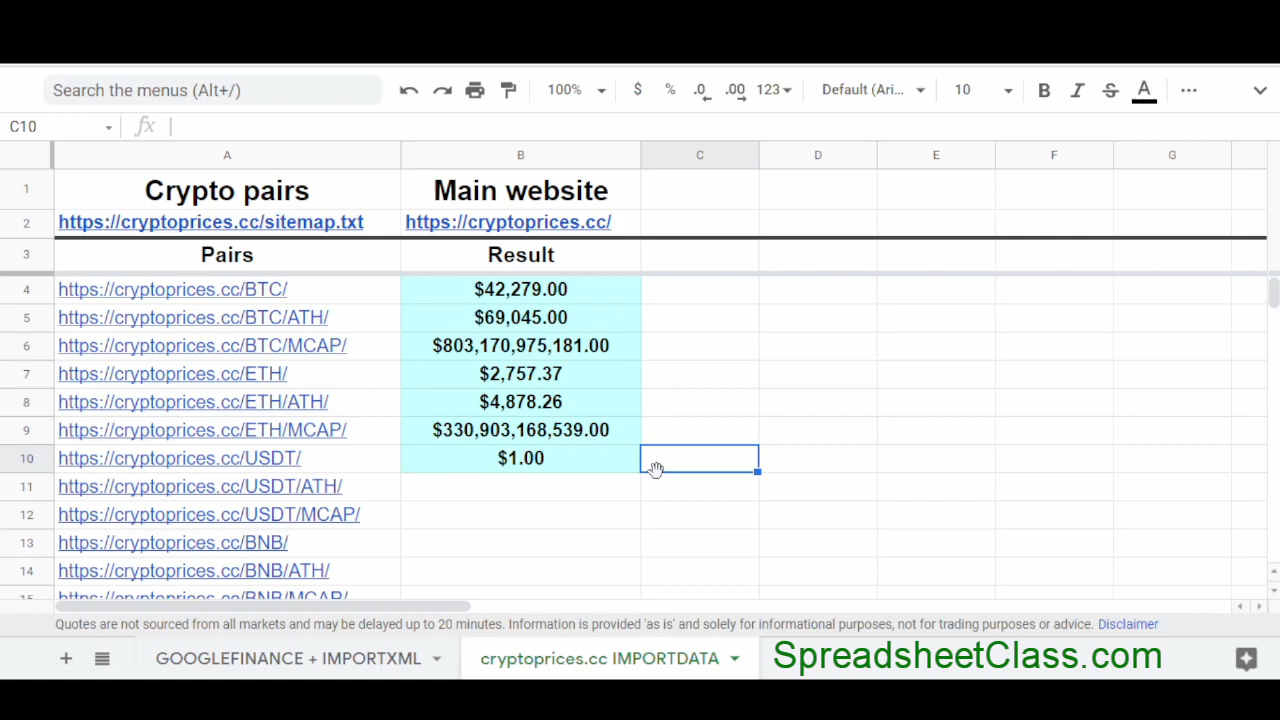 Search the menus (Alt+/) 100% $ % .0 .00 123 Default (Ari... 10 B I S A
C10 fx
A B C D E F G
1 Crypto pairs Main website
2 https://cryptoprices.cc/sitemap.txt https://cryptoprices.cc/
3 Pairs Result
4 https://cryptoprices.cc/BTC/ $42,279.00
5 https://cryptoprices.cc/BTC/ATH/ $69,045.00
6 https://cryptoprices.cc/BTC/MCAP/ $803,170,975,181.00
7 https://cryptoprices.cc/ETH/ $2,757.37
8 https://cryptoprices.cc/ETH/ATH/ $4,878.26
9 https://cryptoprices.cc/ETH/MCAP/ $330,903,168,539.00
10 https://cryptoprices.cc/USDT/ $1.00
11 https://cryptoprices.cc/USDT/ATH/
12 https://cryptoprices.cc/USDT/MCAP/
13 https://cryptoprices.cc/BNB/
14 https://cryptoprices.cc/BNB/ATH/
15 https://cryptoprices.cc/BNB/MCAP/
Quotes are not sourced from all markets and may be delayed up to 20 minutes. Information is provided 'as is' and solely for informational purposes, not for trading purposes or advice. Disclaimer
+ GOOGLEFINANCE + IMPORTXML cryptoprices.cc IMPORTDATA SpreadsheetClass.com